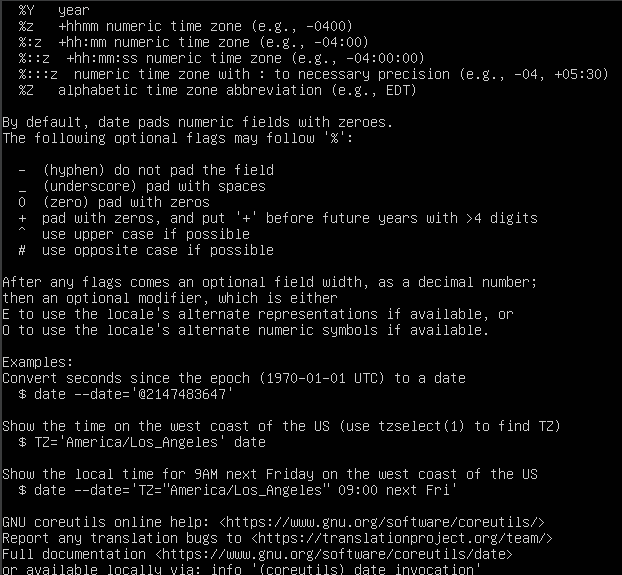 %Y   year
%z   +hhmm numeric time zone (e.g., -0400)
%:z  +hh:mm numeric time zone (e.g., -04:00)
%::z  +hh:mm:ss numeric time zone (e.g., -04:00:00)
%:::z  numeric time zone with : to necessary precision (e.g., -04, +05:30)
%Z   alphabetic time zone abbreviation (e.g., EDT)

By default, date pads numeric fields with zeroes.
The following optional flags may follow '%':

-  (hyphen) do not pad the field
_  (underscore) pad with spaces
0  (zero) pad with zeros
+  pad with zeros, and put '+' before future years with >4 digits
^  use upper case if possible
#  use opposite case if possible

After any flags comes an optional field width, as a decimal number;
then an optional modifier, which is either
E to use the locale's alternate representations if available, or
O to use the locale's alternate numeric symbols if available.

Examples:
Convert seconds since the epoch (1970-01-01 UTC) to a date
  $ date --date='@2147483647'

Show the time on the west coast of the US (use tzselect(1) to find TZ)
  $ TZ='America/Los_Angeles' date

Show the local time for 9AM next Friday on the west coast of the US
  $ date --date='TZ="America/Los_Angeles" 09:00 next Fri'

GNU coreutils online help: <https://www.gnu.org/software/coreutils/>
Report any translation bugs to <https://translationproject.org/team/>
Full documentation <https://www.gnu.org/software/coreutils/date>
or available locally via: info '(coreutils) date invocation'